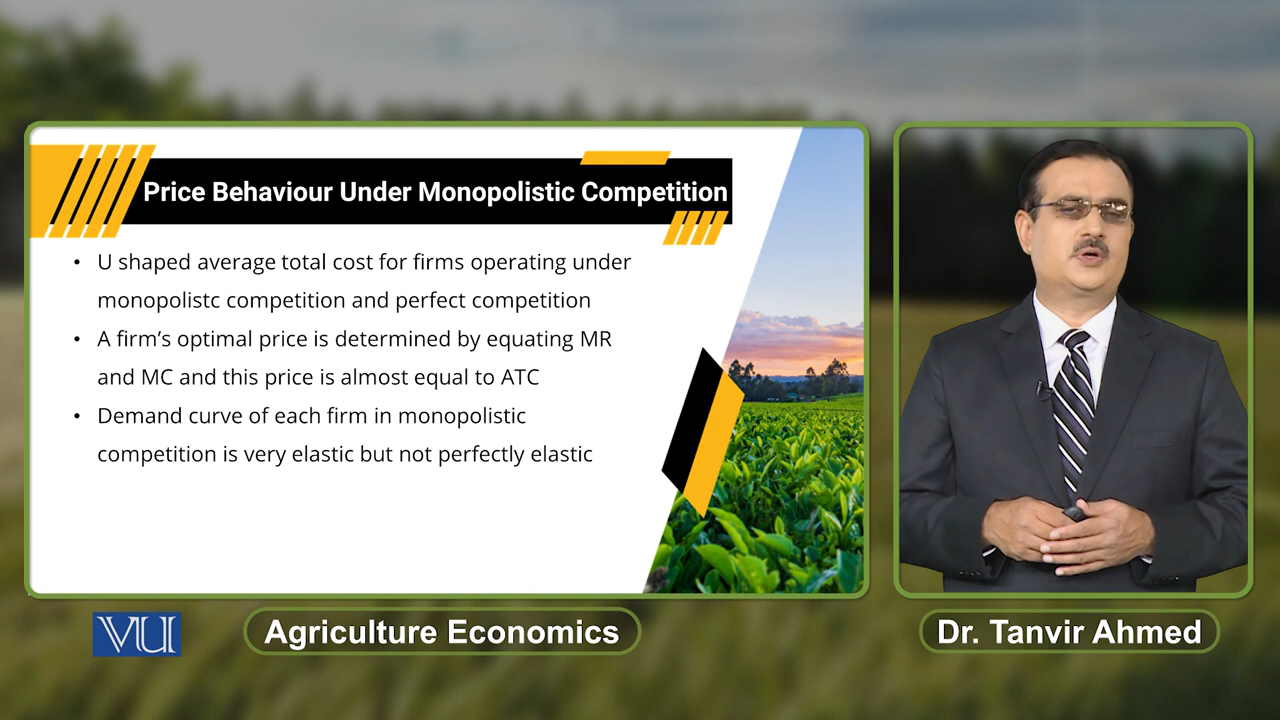 Price Behaviour Under Monopolistic Competition
• U shaped average total cost for firms operating under
monopolistc competition and perfect competition
• A firm’s optimal price is determined by equating MR
and MC and this price is almost equal to ATC
• Demand curve of each firm in monopolistic
competition is very elastic but not perfectly elastic
VU
Agriculture Economics
Dr. Tanvir Ahmed